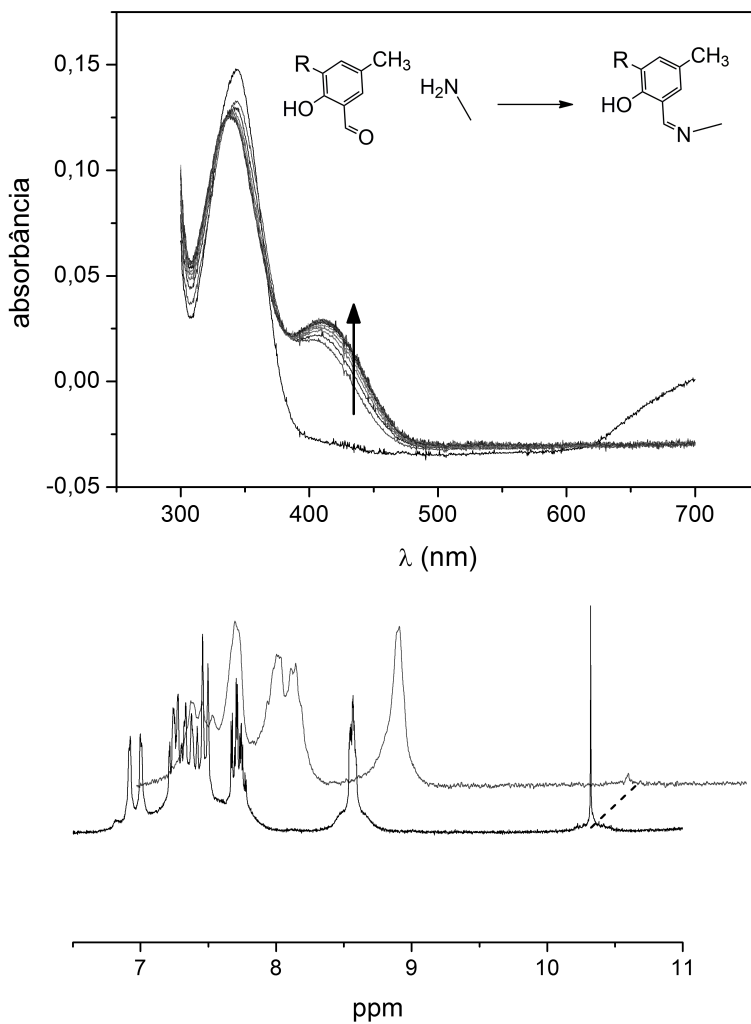 0,15
0,10
0,05
0,00
-0,05
absorbância
R
CH3
HO
O
H2N
R
CH3
HO
N
300
400
500
600
700
λ (nm)
7
8
9
10
11
ppm